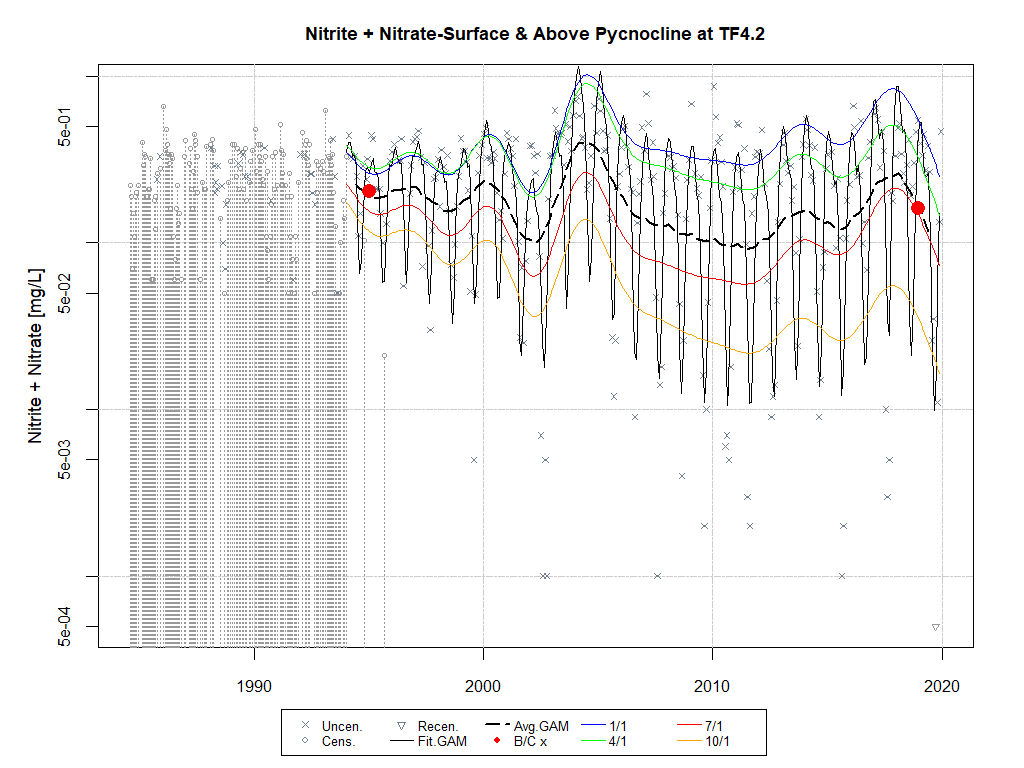 Nitrite + Nitrate-Surface & Above Pycnocline at TF4.2
Nitrite + Nitrate [mg/L]
5e-01
5e-02
5e-03
5e-04
1990 2000 2010 2020
Uncen. Recen. Avg.GAM 1/1 7/1
Cens. Fit.GAM B/C x 4/1 10/1